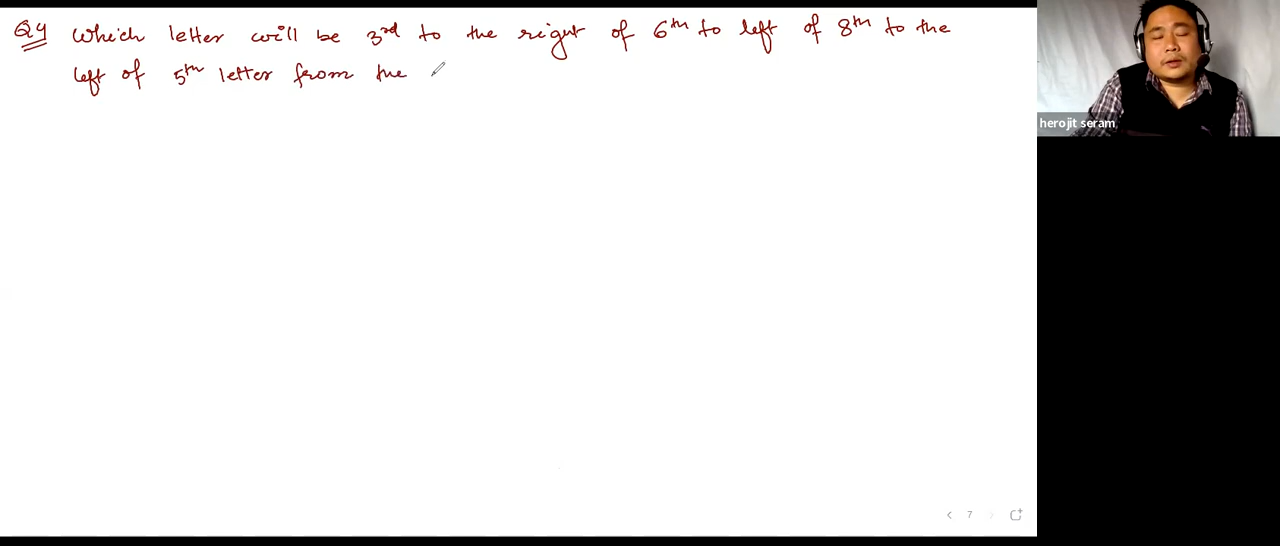 Q4 Which letter will be 3rd to the right of 6th to left of 8th to the
left of 5th letter from the
herojit seram
7